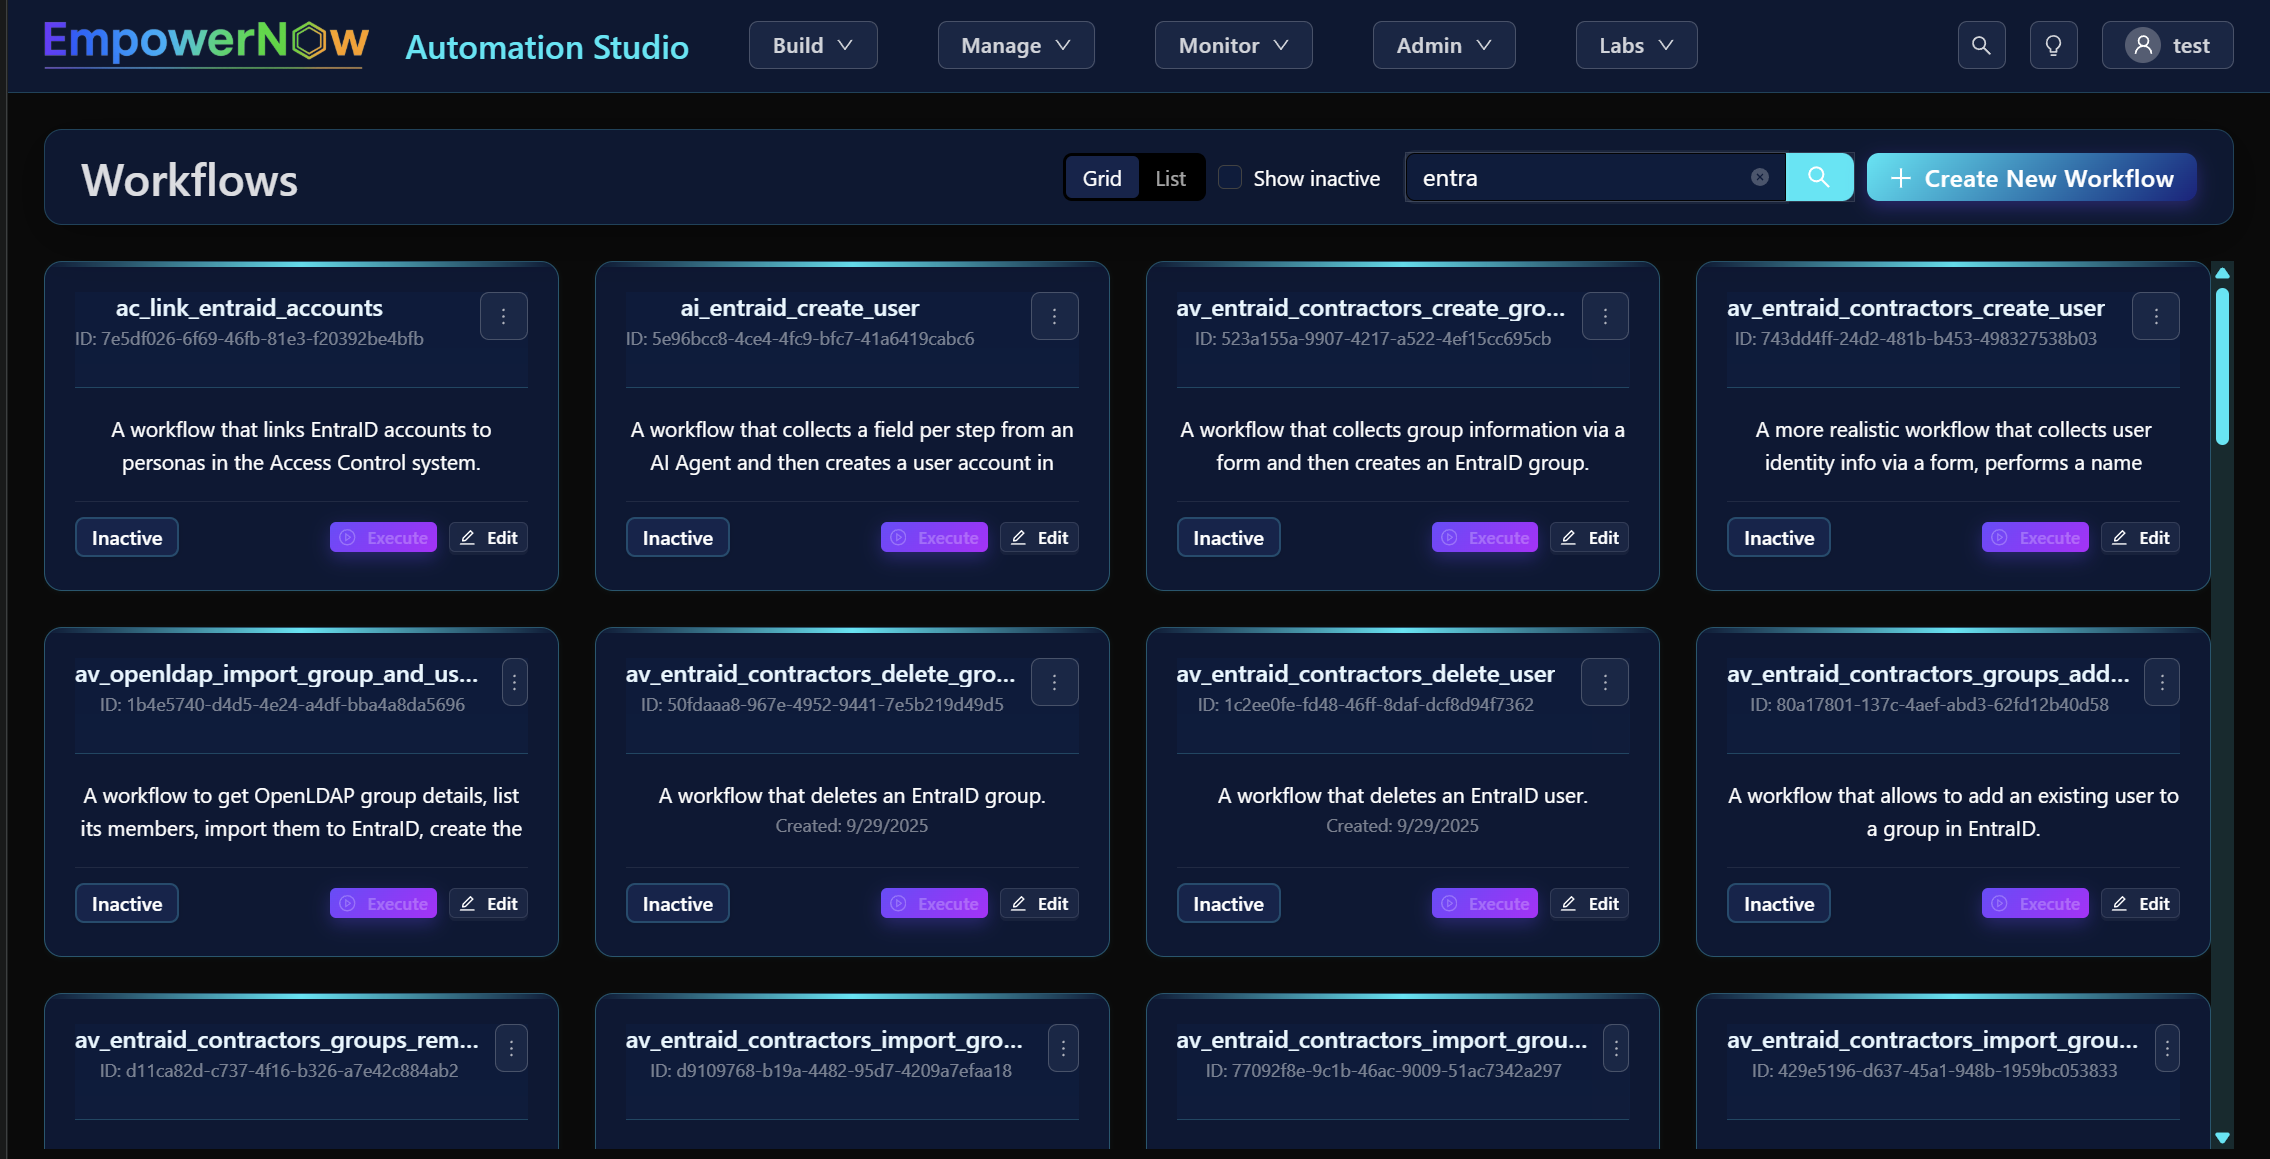 EmpowerNow Automation Studio Build Manage Monitor Admin Labs test
Workflows Grid List Show inactive entra + Create New Workflow
ac_link_entraid_accounts
ID: 7e5df026-6f69-46fb-81e3-f20392be4bfb
A workflow that links EntraID accounts to
personas in the Access Control system.
Inactive Execute Edit
ai_entraid_create_user
ID: 5e96bcc8-4ce4-4fc9-bfc7-41a6419cabc6
A workflow that collects a field per step from an
AI Agent and then creates a user account in
Inactive Execute Edit
av_entraid_contractors_create_gro...
ID: 523a155a-9907-4217-a522-4ef15cc695cb
A workflow that collects group information via a
form and then creates an EntraID group.
Inactive Execute Edit
av_entraid_contractors_create_user
ID: 743dd4ff-24d2-481b-b453-498327538b03
A more realistic workflow that collects user
identity info via a form, performs a name
Inactive Execute Edit
av_openldap_import_group_and_us...
ID: 1b4e5740-d4d5-4e24-a4df-bba4a8da5696
A workflow to get OpenLDAP group details, list
its members, import them to EntraID, create the
Inactive Execute Edit
av_entraid_contractors_delete_gro...
ID: 50fdaaa8-967e-4952-9441-7e5b219d49d5
A workflow that deletes an EntraID group.
Created: 9/29/2025
Inactive Execute Edit
av_entraid_contractors_delete_user
ID: 1c2ee0fe-fd48-46ff-8daf-dcf8d94f7362
A workflow that deletes an EntraID user.
Created: 9/29/2025
Inactive Execute Edit
av_entraid_contractors_groups_add...
ID: 80a17801-137c-4aef-abd3-62fd12b40d58
A workflow that allows to add an existing user to
a group in EntraID.
Inactive Execute Edit
av_entraid_contractors_groups_rem...
ID: d11ca82d-c737-4f16-b326-a7e42c884ab2
av_entraid_contractors_import_gro...
ID: d9109768-b19a-4482-95d7-4209a7efaa18
av_entraid_contractors_import_grou...
ID: 77092f8e-9c1b-46ac-9009-51ac7342a297
av_entraid_contractors_import_grou...
ID: 429e5196-d637-45a1-948b-1959bc053833